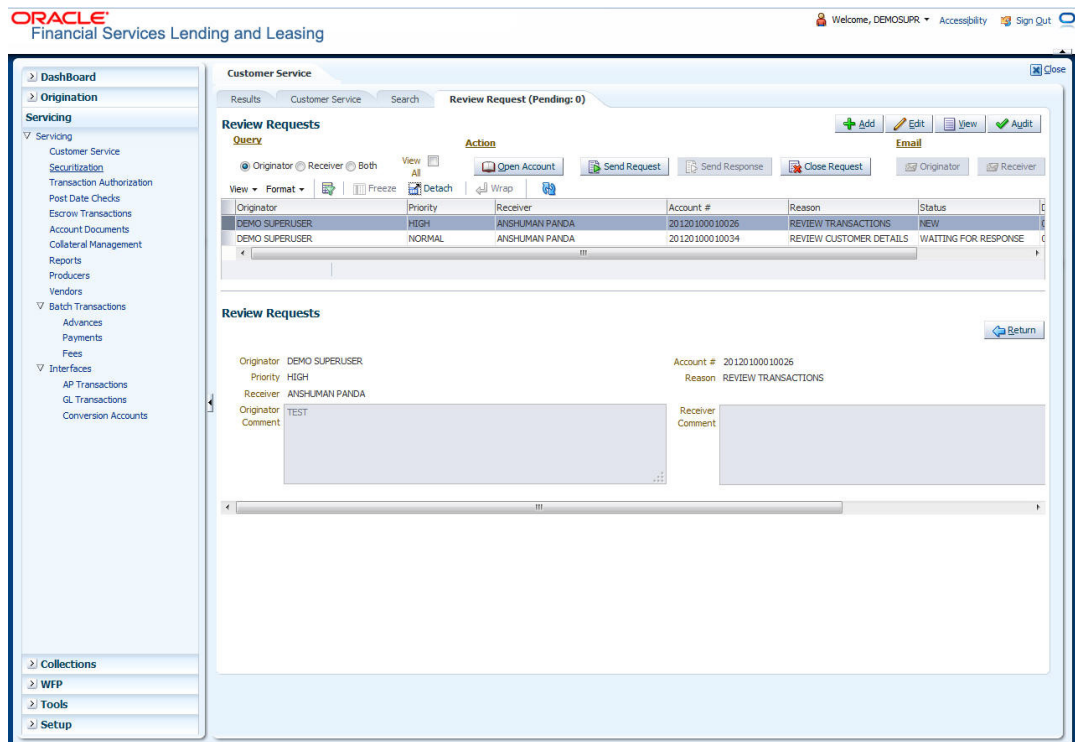 ORACLE
Financial Services Lending and Leasing
Welcome, DEMOSUPR Accessibility Sign Out
Close
DashBoard
Origination
Servicing
Servicing
Customer Service
Securitization
Transaction Authorization
Post Date Checks
Escrow Transactions
Account Documents
Collateral Management
Reports
Producers
Vendors
Batch Transactions
Advances
Payments
Fees
Interfaces
AP Transactions
GL Transactions
Conversion Accounts
Collections
WFP
Tools
Setup
Customer Service
Results Customer Service Search Review Request (Pending: 0)
Review Requests
Add Edit View Audit
Query Action Email
Originator Receiver Both View All Open Account Send Request Send Response Close Request Originator Receiver
View Format Freeze Detach Wrap
Originator Priority Receiver Account # Reason Status
DEMO SUPERUSER HIGH ANSHUMAN PANDA 20120100010026 REVIEW TRANSACTIONS NEW
DEMO SUPERUSER NORMAL ANSHUMAN PANDA 20120100010034 REVIEW CUSTOMER DETAILS WAITING FOR RESPONSE
Review Requests
Return
Originator DEMO SUPERUSER Account # 20120100010026
Priority HIGH Reason REVIEW TRANSACTIONS
Receiver ANSHUMAN PANDA
Originator Comment TEST Receiver Comment